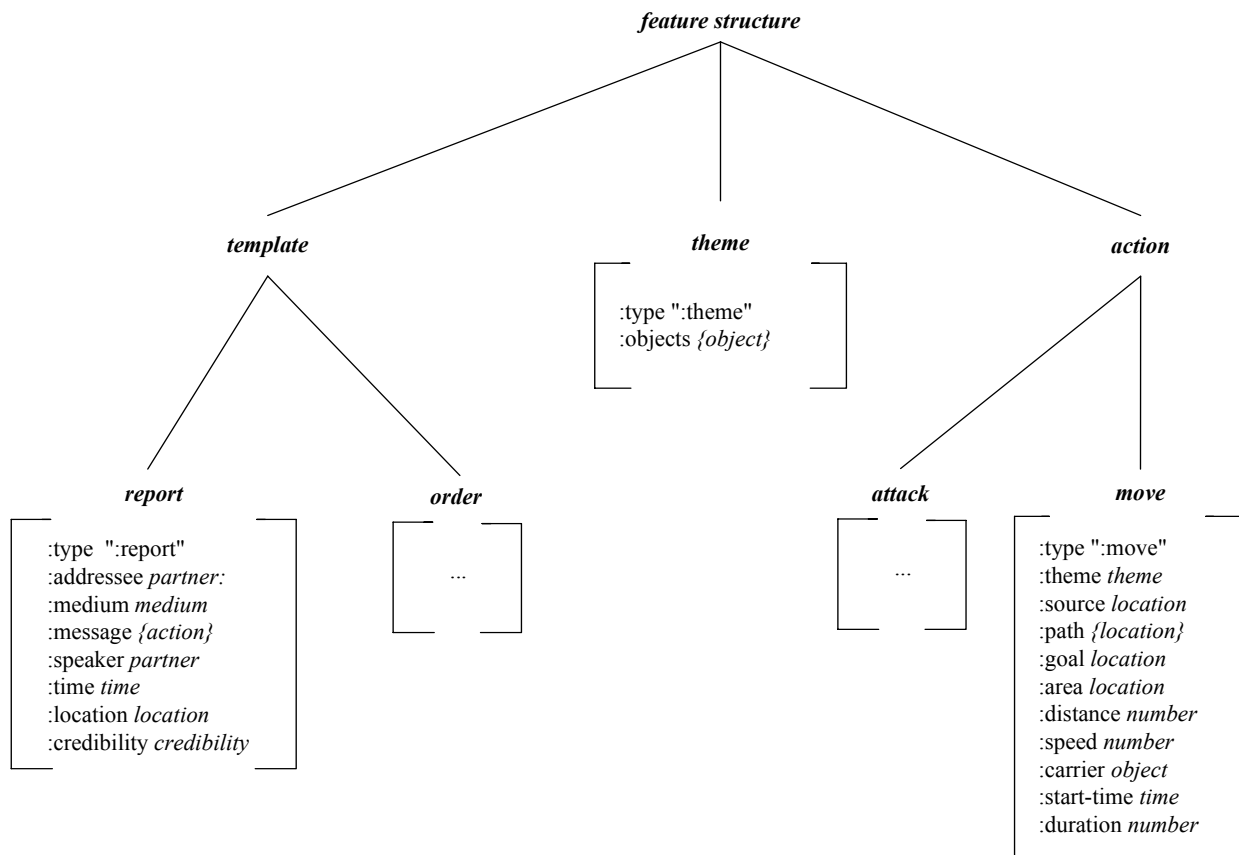 feature structure
template
theme
action
:type ":theme"
:objects {object}
report
order
attack
move
:type ":report"
:addressee partner:
:medium medium
:message {action}
:speaker partner
:time time
:location location
:credibility credibility
...
...
:type ":move"
:theme theme
:source location
:path {location}
:goal location
:area location
:distance number
:speed number
:carrier object
:start-time time
:duration number